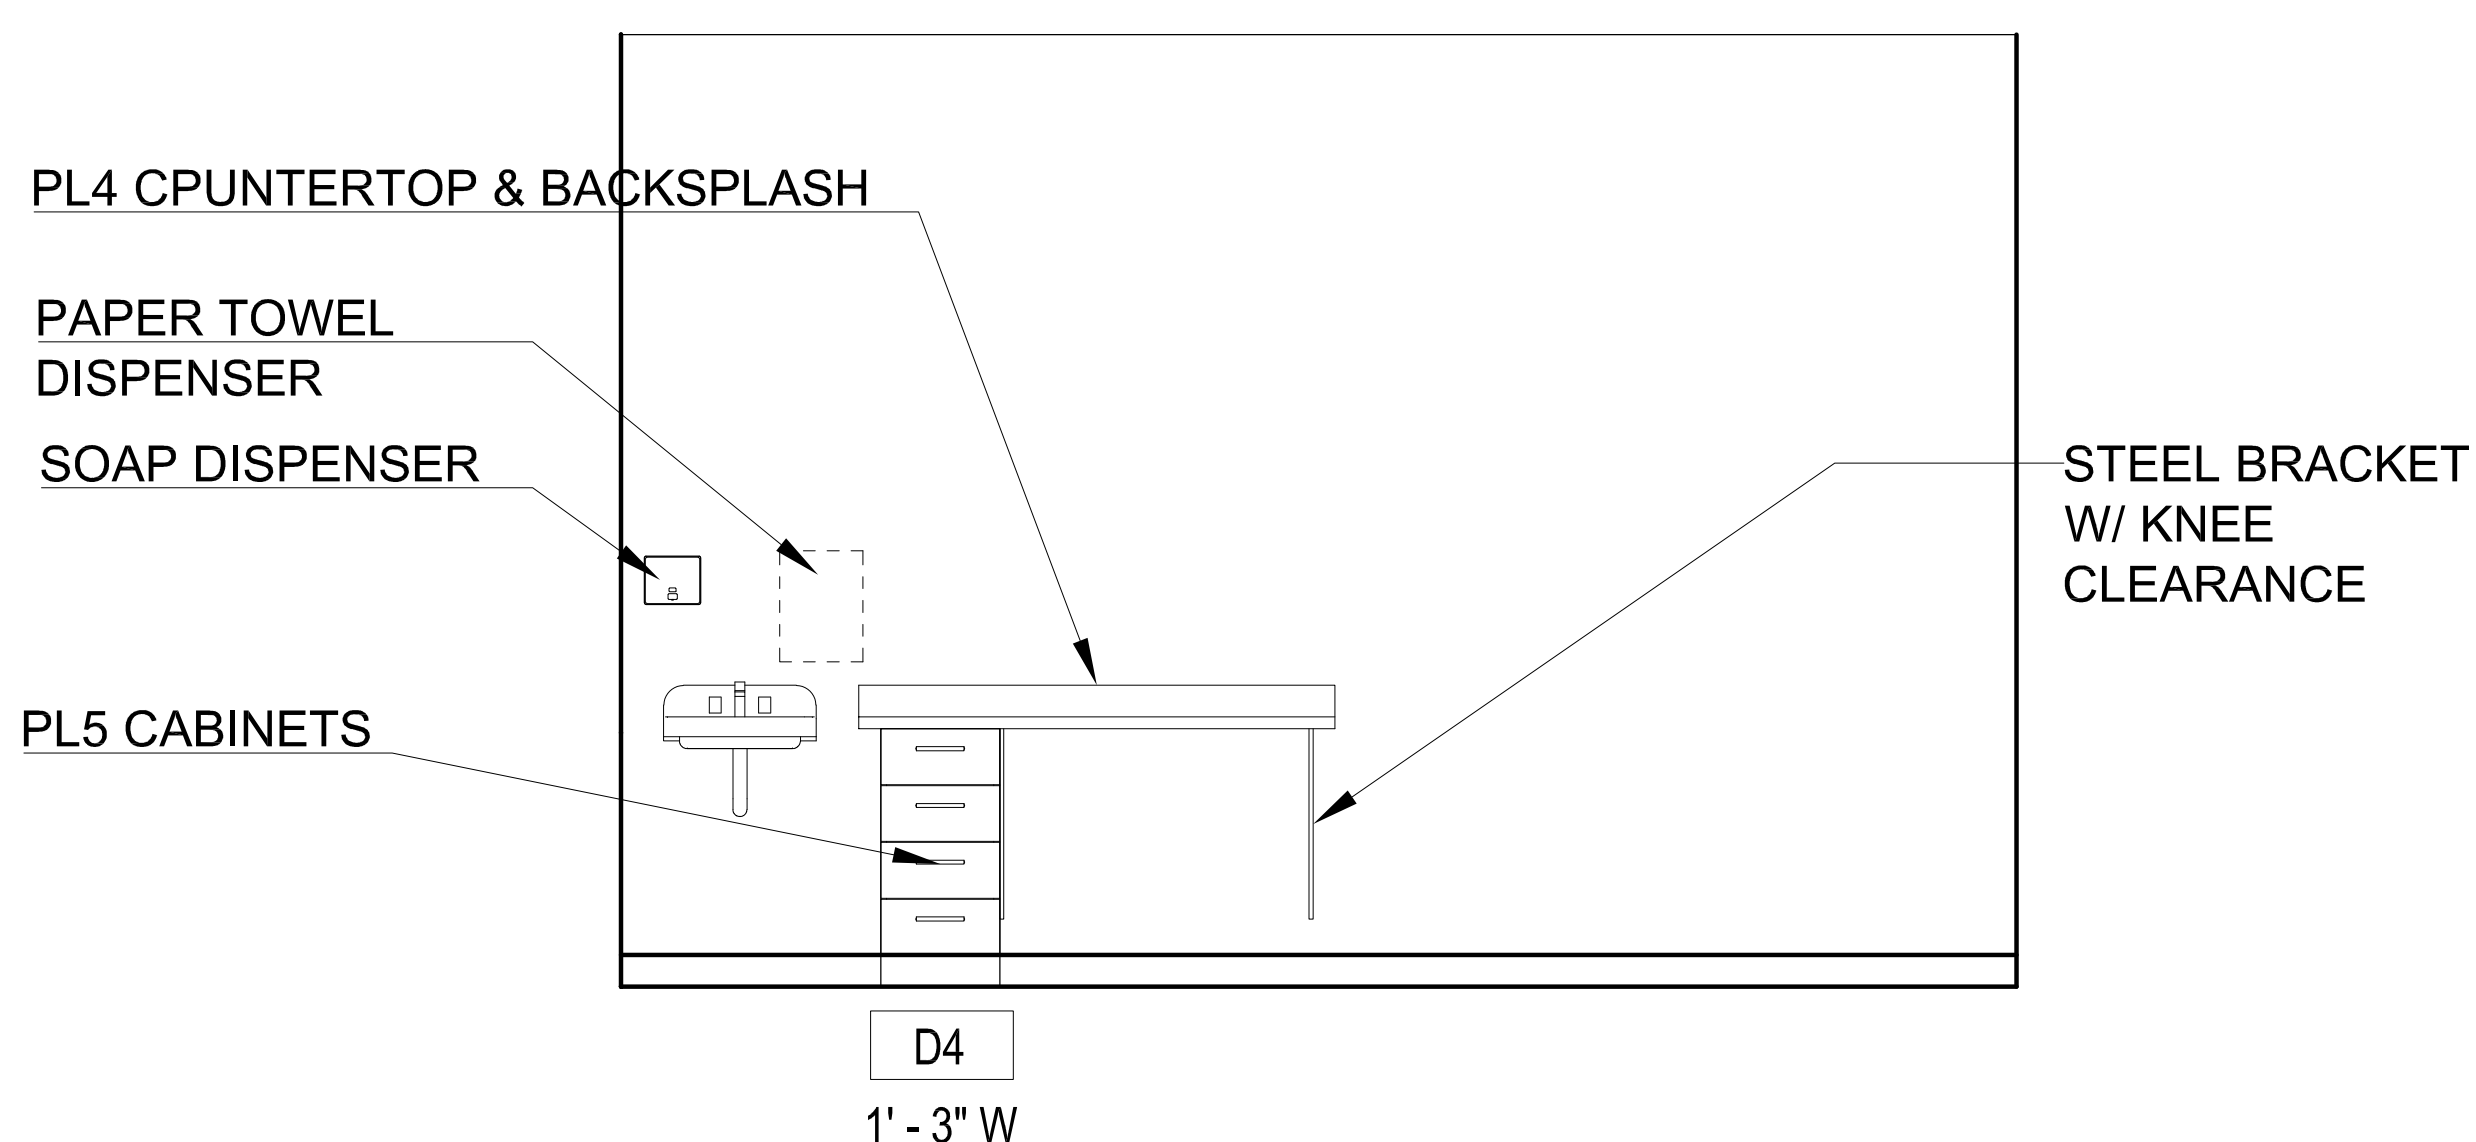 PL4 CPUNTERTOP & BACKSPLASH
PAPER TOWEL
DISPENSER
SOAP DISPENSER
STEEL BRACKET
W/ KNEE
CLEARANCE
PL5 CABINETS
D4
1' - 3" W